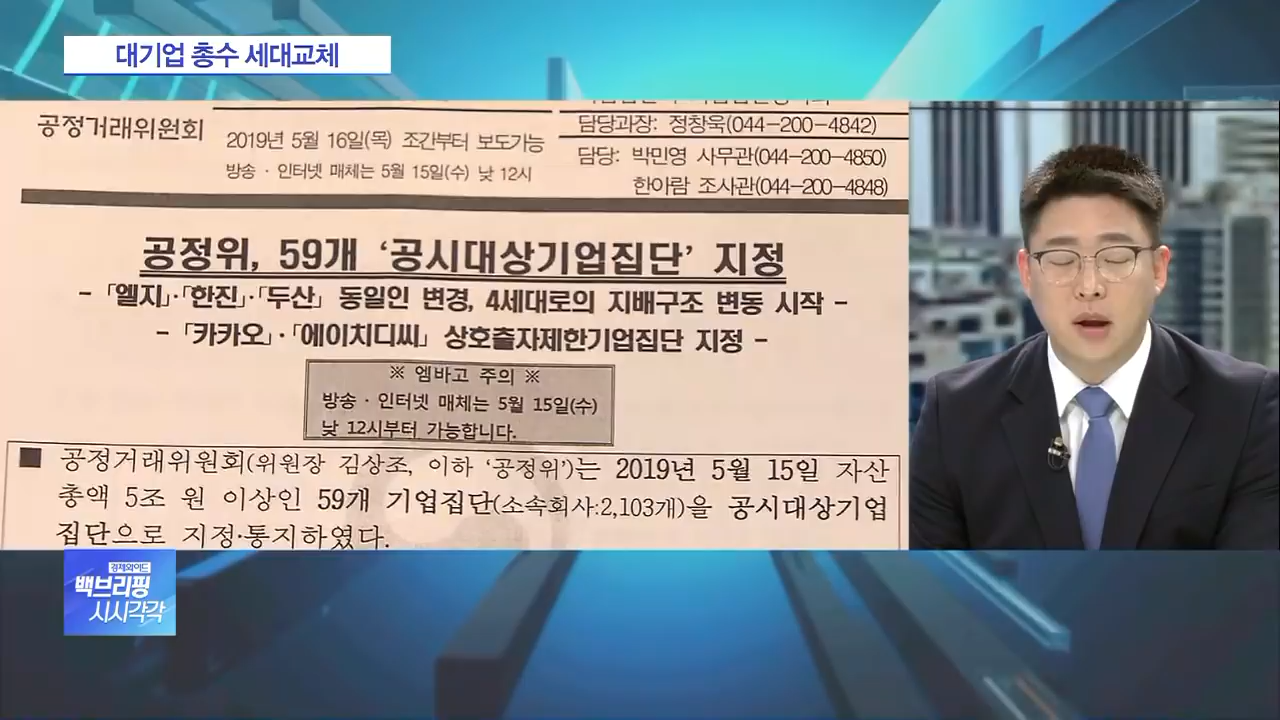 대기업 총수 세대교체
공정거래위원회
2019년 5월 16일(목) 조간부터 보도가능
방송 · 인터넷 매체는 5월 15일(수) 낮 12시
담당과장: 정창욱(044-200-4842)
담당: 박민영 사무관(044-200-4850)
한아람 조사관(044-200-4848)
공정위, 59개 ‘공시대상기업집단’ 지정
- 「엘지」·「한진」·「두산」 동일인 변경, 4세대로의 지배구조 변동 시작 -
- 「카카오」·「에이치디씨」 상호출자제한기업집단 지정 -
※ 엠바고 주의 ※
방송 · 인터넷 매체는 5월 15일(수)
낮 12시부터 가능합니다.
■ 공정거래위원회(위원장 김상조, 이하 ‘공정위’)는 2019년 5월 15일 자산
총액 5조 원 이상인 59개 기업집단(소속회사:2,103개)을 공시대상기업
집단으로 지정·통지하였다.
경제와이드
백브리핑
시시각각